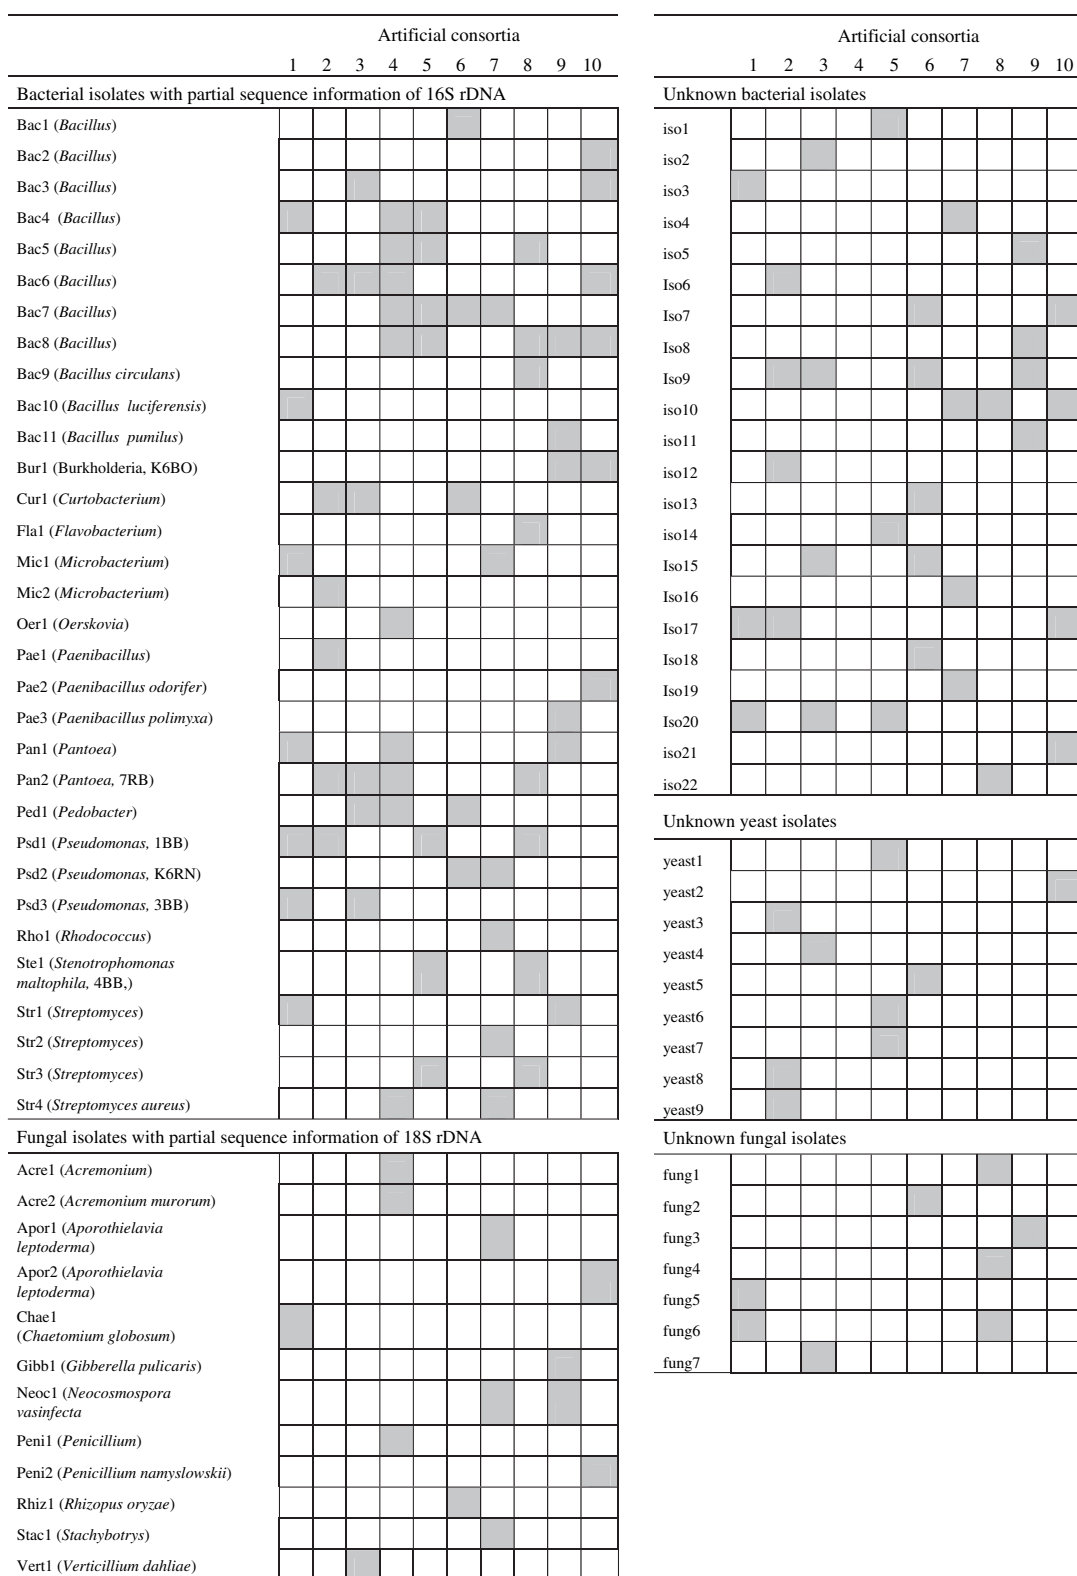 Artificial consortia
1 2 3 4 5 6 7 8 9 10
Bacterial isolates with partial sequence information of 16S rDNA
Bac1 (Bacillus)
Bac2 (Bacillus)
Bac3 (Bacillus)
Bac4 (Bacillus)
Bac5 (Bacillus)
Bac6 (Bacillus)
Bac7 (Bacillus)
Bac8 (Bacillus)
Bac9 (Bacillus circulans)
Bac10 (Bacillus luciferensis)
Bac11 (Bacillus pumilus)
Bur1 (Burkholderia, K6BO)
Cur1 (Curtobacterium)
Fla1 (Flavobacterium)
Mic1 (Microbacterium)
Mic2 (Microbacterium)
Oer1 (Oerskovia)
Pae1 (Paenibacillus)
Pae2 (Paenibacillus odorifer)
Pae3 (Paenibacillus polimyxa)
Pan1 (Pantoea)
Pan2 (Pantoea, 7RB)
Ped1 (Pedobacter)
Psd1 (Pseudomonas, 1BB)
Psd2 (Pseudomonas, K6RN)
Psd3 (Pseudomonas, 3BB)
Rho1 (Rhodococcus)
Ste1 (Stenotrophomonas
maltophila, 4BB,)
Str1 (Streptomyces)
Str2 (Streptomyces)
Str3 (Streptomyces)
Str4 (Streptomyces aureus)
Fungal isolates with partial sequence information of 18S rDNA
Acre1 (Acremonium)
Acre2 (Acremonium murorum)
Apor1 (Aporothielavia
leptoderma)
Apor2 (Aporothielavia
leptoderma)
Chae1
(Chaetomium globosum)
Gibb1 (Gibberella pulicaris)
Neoc1 (Neocosmospora
vasinfecta
Peni1 (Penicillium)
Peni2 (Penicillium namyslowskii)
Rhiz1 (Rhizopus oryzae)
Stac1 (Stachybotrys)
Vert1 (Verticillium dahliae)
Artificial consortia
1 2 3 4 5 6 7 8 9 10
Unknown bacterial isolates
iso1
iso2
iso3
iso4
iso5
Iso6
Iso7
Iso8
Iso9
iso10
iso11
iso12
iso13
iso14
Iso15
Iso16
Iso17
Iso18
Iso19
Iso20
iso21
iso22
Unknown yeast isolates
yeast1
yeast2
yeast3
yeast4
yeast5
yeast6
yeast7
yeast8
yeast9
Unknown fungal isolates
fung1
fung2
fung3
fung4
fung5
fung6
fung7